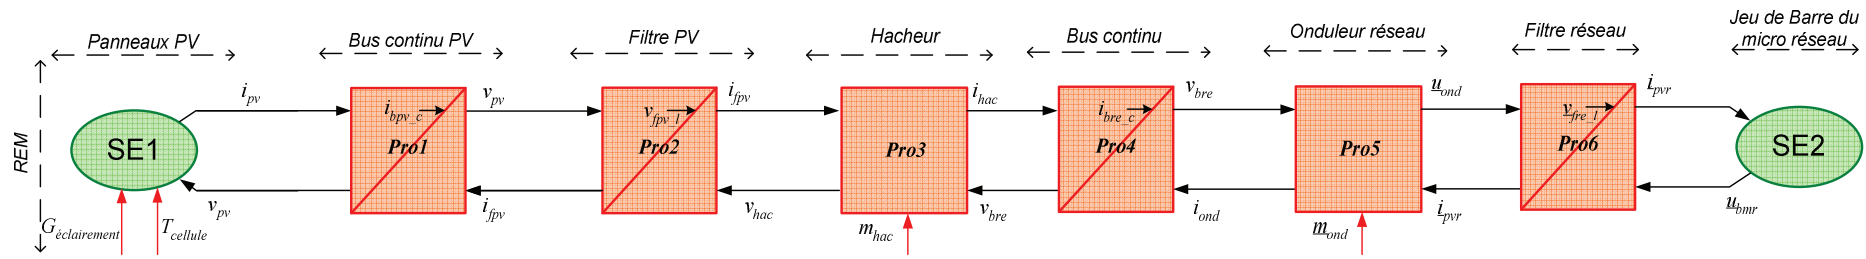 Panneaux PV
Bus continu PV
Filtre PV
Hacheur
Bus continu
Onduleur réseau
Filtre réseau
Jeu de Barre du
micro réseau
REM
SE1
i_pv
v_pv
G_éclairement
T_cellule
i_bpv_c
Pro1
v_pv
i_fpv
v_fpv_l
Pro2
i_fpv
v_hac
Pro3
m_hac
i_hac
v_bre
i_bre_c
Pro4
v_bre
i_ond
Pro5
m_ond
u_ond
i_pvr
v_fre_l
Pro6
i_pvr
u_bmr
SE2